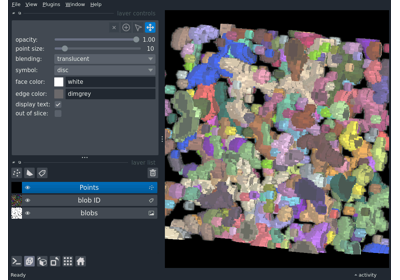 File View Plugins Window Help
layer controls
opacity: 1.00
point size: 10
blending: translucent
symbol: disc
face color: white
edge color: dimgrey
display text:
out of slice:
layer list
Points
blob ID
blobs
Ready
activity